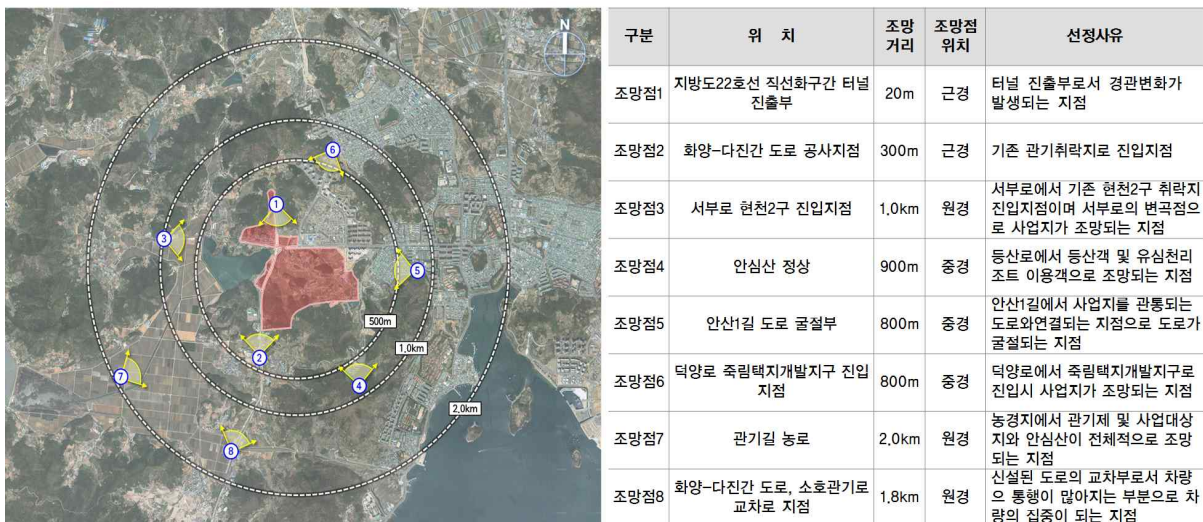 N
6
1
3
5
500m
2
1.0km
7
4
2.0km
8
구분 위 치 조망 거리 조망점 위치 선정사유
조망점1 지방도22호선 직선화구간 터널 진출부 20m 근경 터널 진출부로서 경관변화가 발생되는 지점
조망점2 화양-다진간 도로 공사지점 300m 근경 기존 관기취락지로 진입지점
조망점3 서부로 현천2구 진입지점 1.0km 원경 서부로에서 기존 현천2구 취락지 진입지점이며 서부로의 변곡점으로 사업지가 조망되는 지점
조망점4 안심산 정상 900m 중경 등산로에서 등산객 및 유심천리조트 이용객으로 조망되는 지점
조망점5 안산1길 도로 굴절부 800m 중경 안산1길에서 사업지를 관통되는 도로와연결되는 지점으로 도로가 굴절되는 지점
조망점6 덕양로 죽림택지개발지구 진입 지점 800m 중경 덕양로에서 죽림택지개발지구로 진입시 사업지가 조망되는 지점
조망점7 관기길 농로 2.0km 원경 농경지에서 관기제 및 사업대상지와 안심산이 전체적으로 조망되는 지점
조망점8 화양-다진간 도로, 소호관기로 교차로 지점 1.8km 원경 신설된 도로의 교차부로서 차량으 통행이 많아지는 부분으로 차량의 집중이 되는 지점